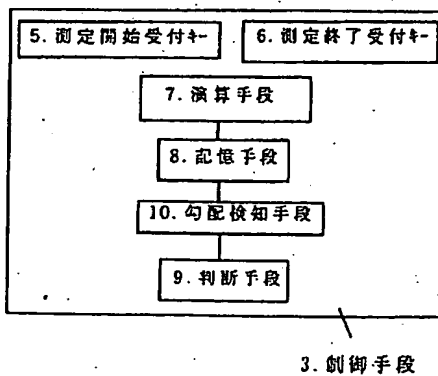 5. 測定開始受付キー
6. 測定終了受付キー
7. 演算手段
8. 記憶手段
10. 勾配検知手段
9. 判断手段
3. 制御手段